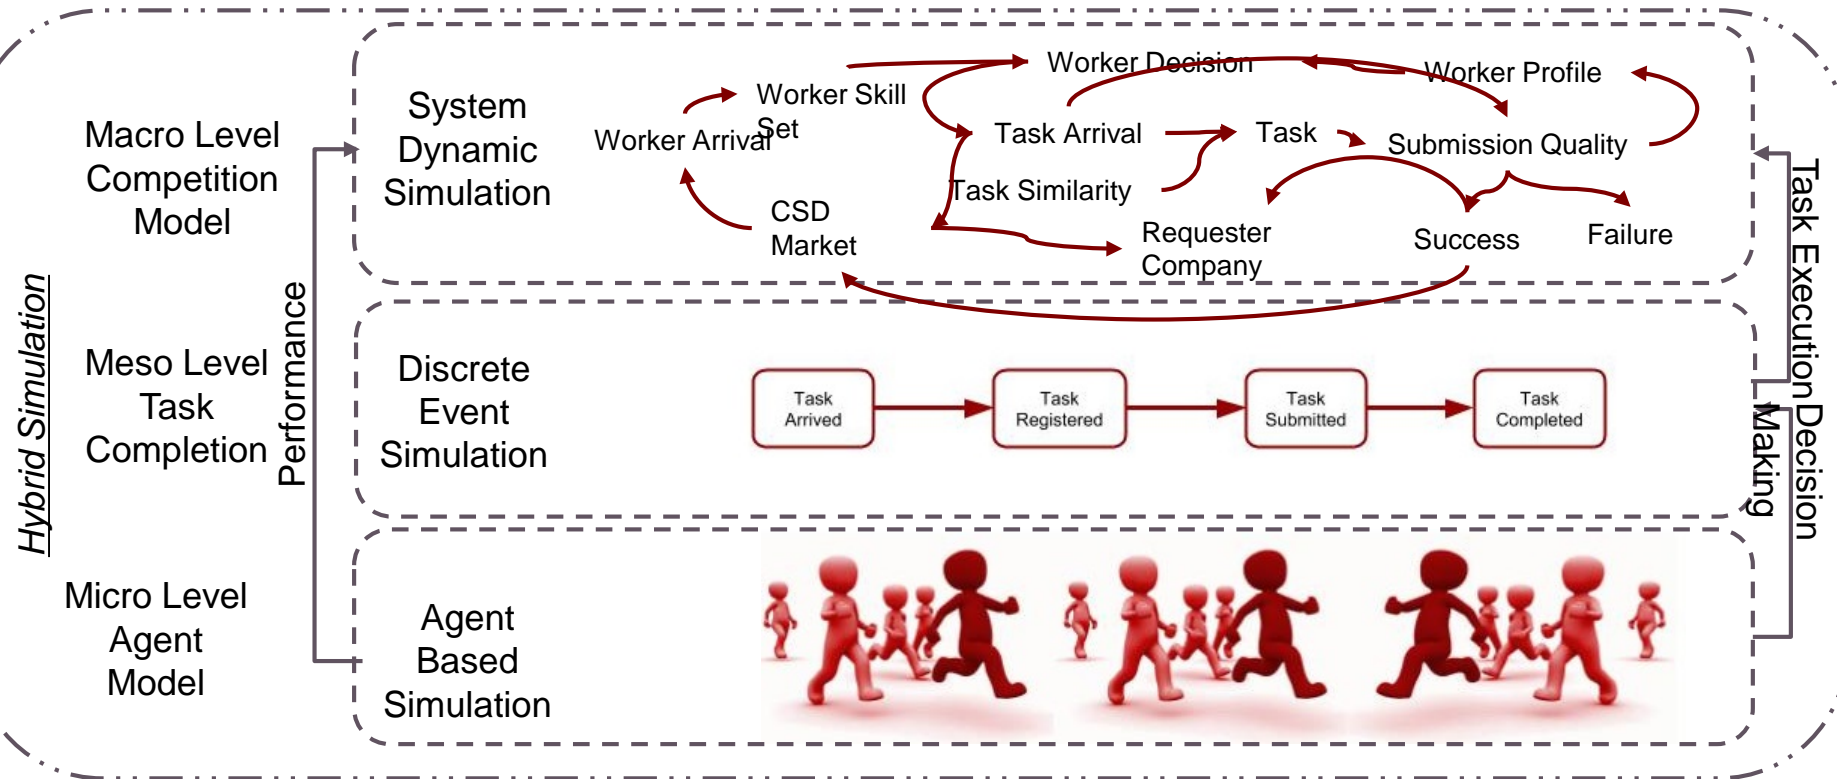 Hybrid Simulation
Macro Level
Competition
Model
Meso Level
Task
Completion
Micro Level
Agent
Model
Performance
System
Dynamic
Simulation
Worker Decision
Worker Profile
Worker Skill
Set
Worker Arrival
Task Arrival
Task
Submission Quality
Task Similarity
CSD
Market
Requester
Company
Success
Failure
Discrete
Event
Simulation
Task
Arrived
Task
Registered
Task
Submitted
Task
Completed
Agent
Based
Simulation
Task Execution
Decision
Making